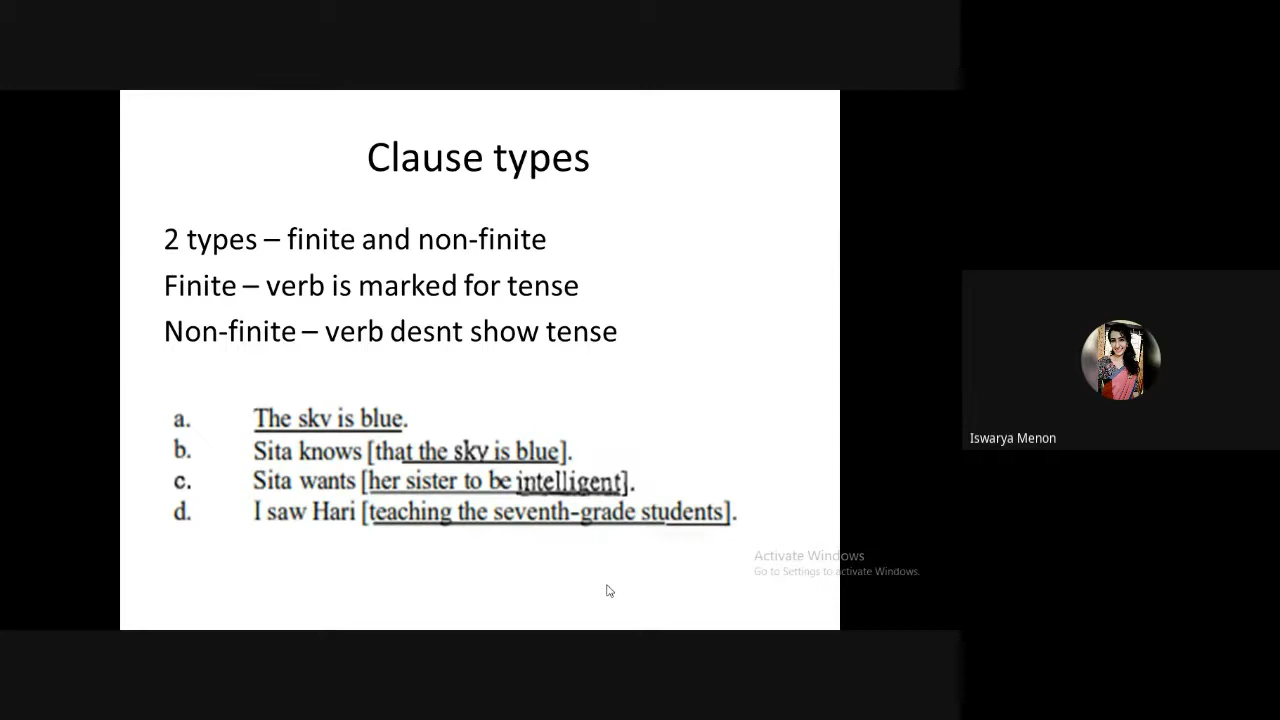 Clause types
2 types – finite and non-finite
Finite – verb is marked for tense
Non-finite – verb desnt show tense
a. The sky is blue.
b. Sita knows [that the sky is blue].
c. Sita wants [her sister to be intelligent].
d. I saw Hari [teaching the seventh-grade students].
Iswarya Menon
Activate Windows
Go to Settings to activate Windows.